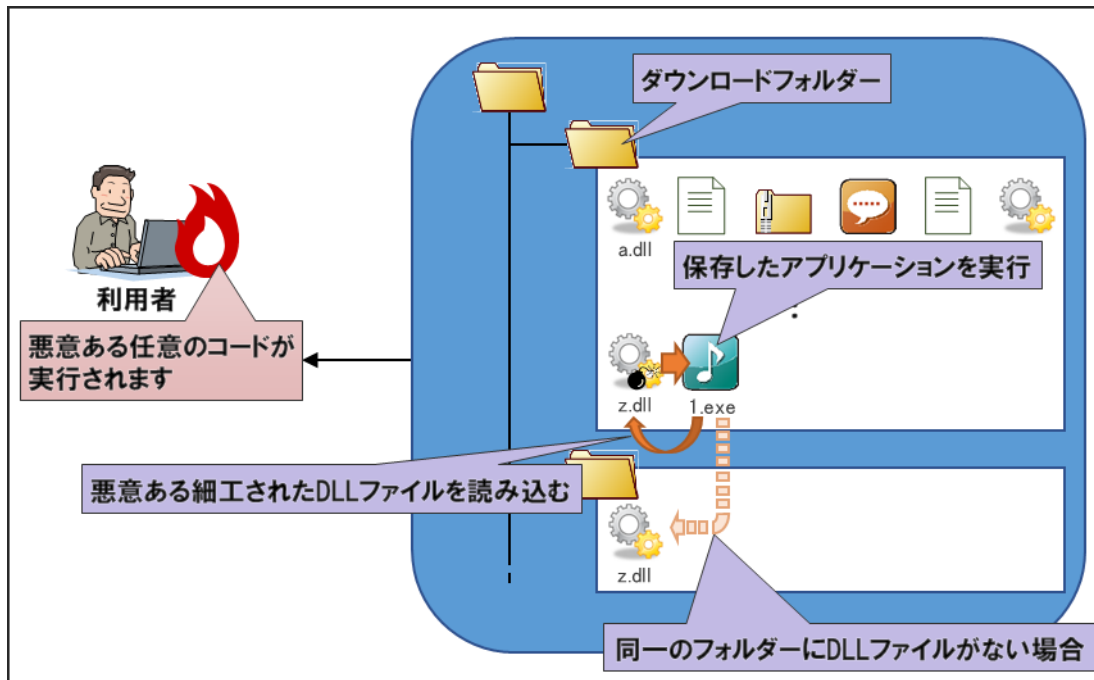 ダウンロードフォルダー
a.dll
保存したアプリケーションを実行
利用者
悪意ある任意のコードが
実行されます
z.dll
1.exe
悪意ある細工されたDLLファイルを読み込む
z.dll
同一のフォルダーにDLLファイルがない場合